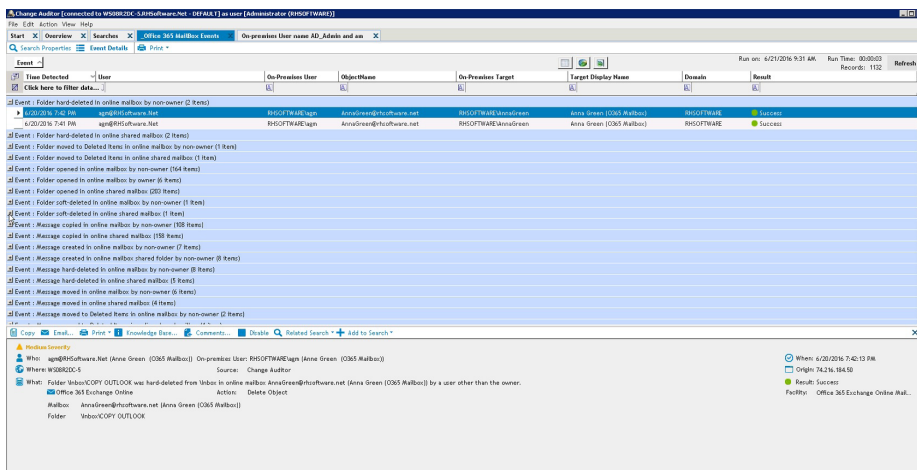 Change Auditor [connected to WS08R2DC-5.RHSoftware.Net - DEFAULT] as user [Administrator (RHSOFTWARE)]
File Edit Action View Help
Start X Overview X Searches X _Office 365 MailBox Events X On-premises User name AD_Admin and am X
Search Properties Event Details Print
Event
Run on: 6/21/2016 9:31 AM Run Time: 00:00:03 Refresh
Records: 1132
Time Detected User On-Premises User ObjectName On-Premises Target Target Display Name Domain Result
Click here to filter data...
Event : Folder hard-deleted in online mailbox by non-owner (2 items)
6/20/2016 7:42 PM agm@RHSoftware.Net RHSOFTWARE\agm AnnaGreen@rhsoftware.net RHSOFTWARE\AnnaGreen Anna Green (O365 Mailbox) RHSOFTWARE Success
6/20/2016 7:41 PM agm@RHSoftware.Net RHSOFTWARE\agm AnnaGreen@rhsoftware.net RHSOFTWARE\AnnaGreen Anna Green (O365 Mailbox) RHSOFTWARE Success
Event : Folder hard-deleted in online shared mailbox (2 items)
Event : Folder moved to Deleted Items in online mailbox by non-owner (1 item)
Event : Folder moved to Deleted Items in online shared mailbox (1 item)
Event : Folder opened in online mailbox by non-owner (164 items)
Event : Folder opened in online mailbox by owner (6 items)
Event : Folder opened in online shared mailbox (203 items)
Event : Folder soft-deleted in online mailbox by non-owner (1 item)
Event : Folder soft-deleted in online shared mailbox (1 item)
Event : Message copied in online mailbox by non-owner (108 items)
Event : Message copied in online shared mailbox (158 items)
Event : Message created in online mailbox by non-owner (7 items)
Event : Message created in online mailbox shared folder by non-owner (8 items)
Event : Message hard-deleted in online mailbox by non-owner (8 items)
Event : Message hard-deleted in online shared mailbox (5 items)
Event : Message moved in online mailbox by non-owner (6 items)
Event : Message moved in online shared mailbox (4 items)
Event : Message moved to Deleted Items in online mailbox by non-owner (2 items)
Copy Email... Print Knowledge Base... Comments... Disable Related Search Add to Search X
Medium Severity
Who: agm@RHSoftware.Net (Anne Green (O365 Mailbox)) On-premises User: RHSOFTWARE\agm (Anne Green (O365 Mailbox)) When: 6/20/2016 7:42:13 PM
Where: WS08R2DC-5 Source: Change Auditor Origin: 74.216.184.50
What: Folder \Inbox\COPY OUTLOOK was hard-deleted from \Inbox in online mailbox AnnaGreen@rhsoftware.net (Anna Green (O365 Mailbox)) by a user other than the owner. Result: Success
Office 365 Exchange Online Action: Delete Object Facility: Office 365 Exchange Online Mail...
Mailbox AnnaGreen@rhsoftware.net (Anna Green (O365 Mailbox))
Folder \Inbox\COPY OUTLOOK